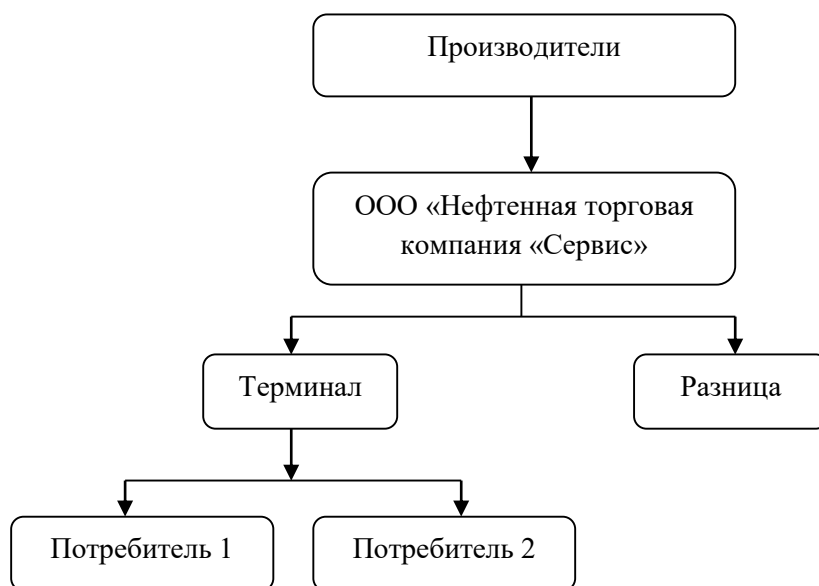 Производители
ООО «Нефтенная торговая
компания «Сервис»
Терминал
Разница
Потребитель 1
Потребитель 2